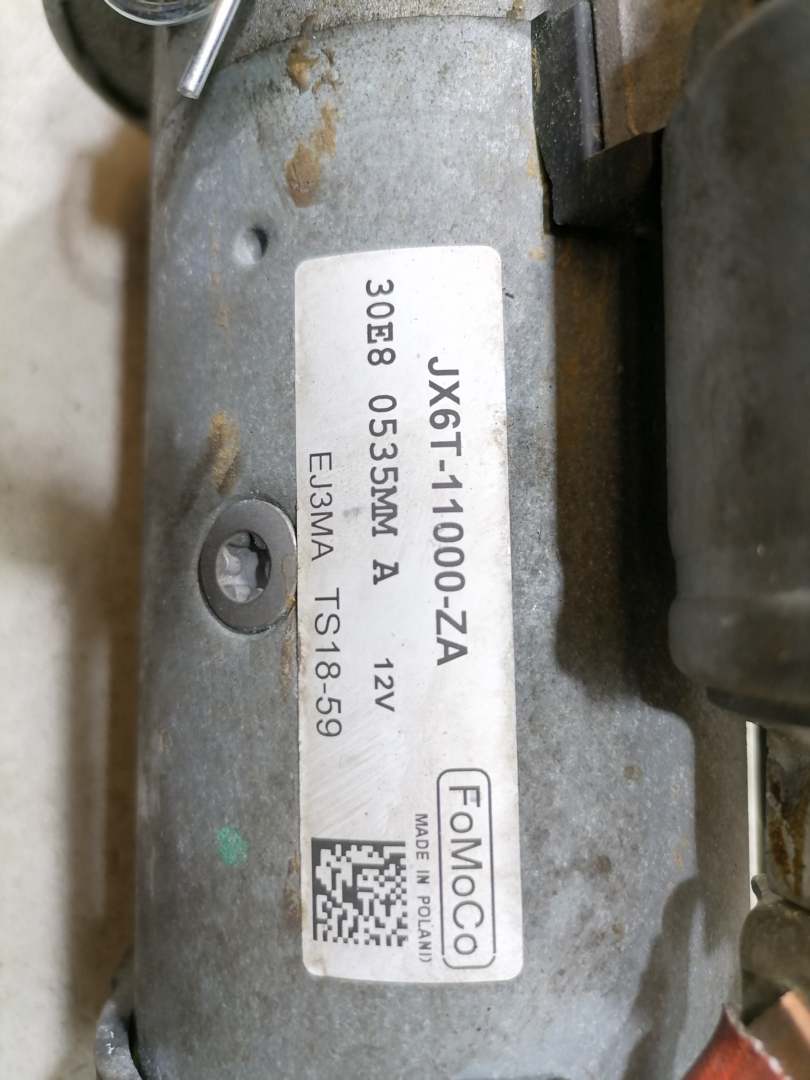 JX6T-11000-ZA
30E8 0535MM A 12V
EJ3MA TS18-59
FoMoCo
MADE IN POLAND